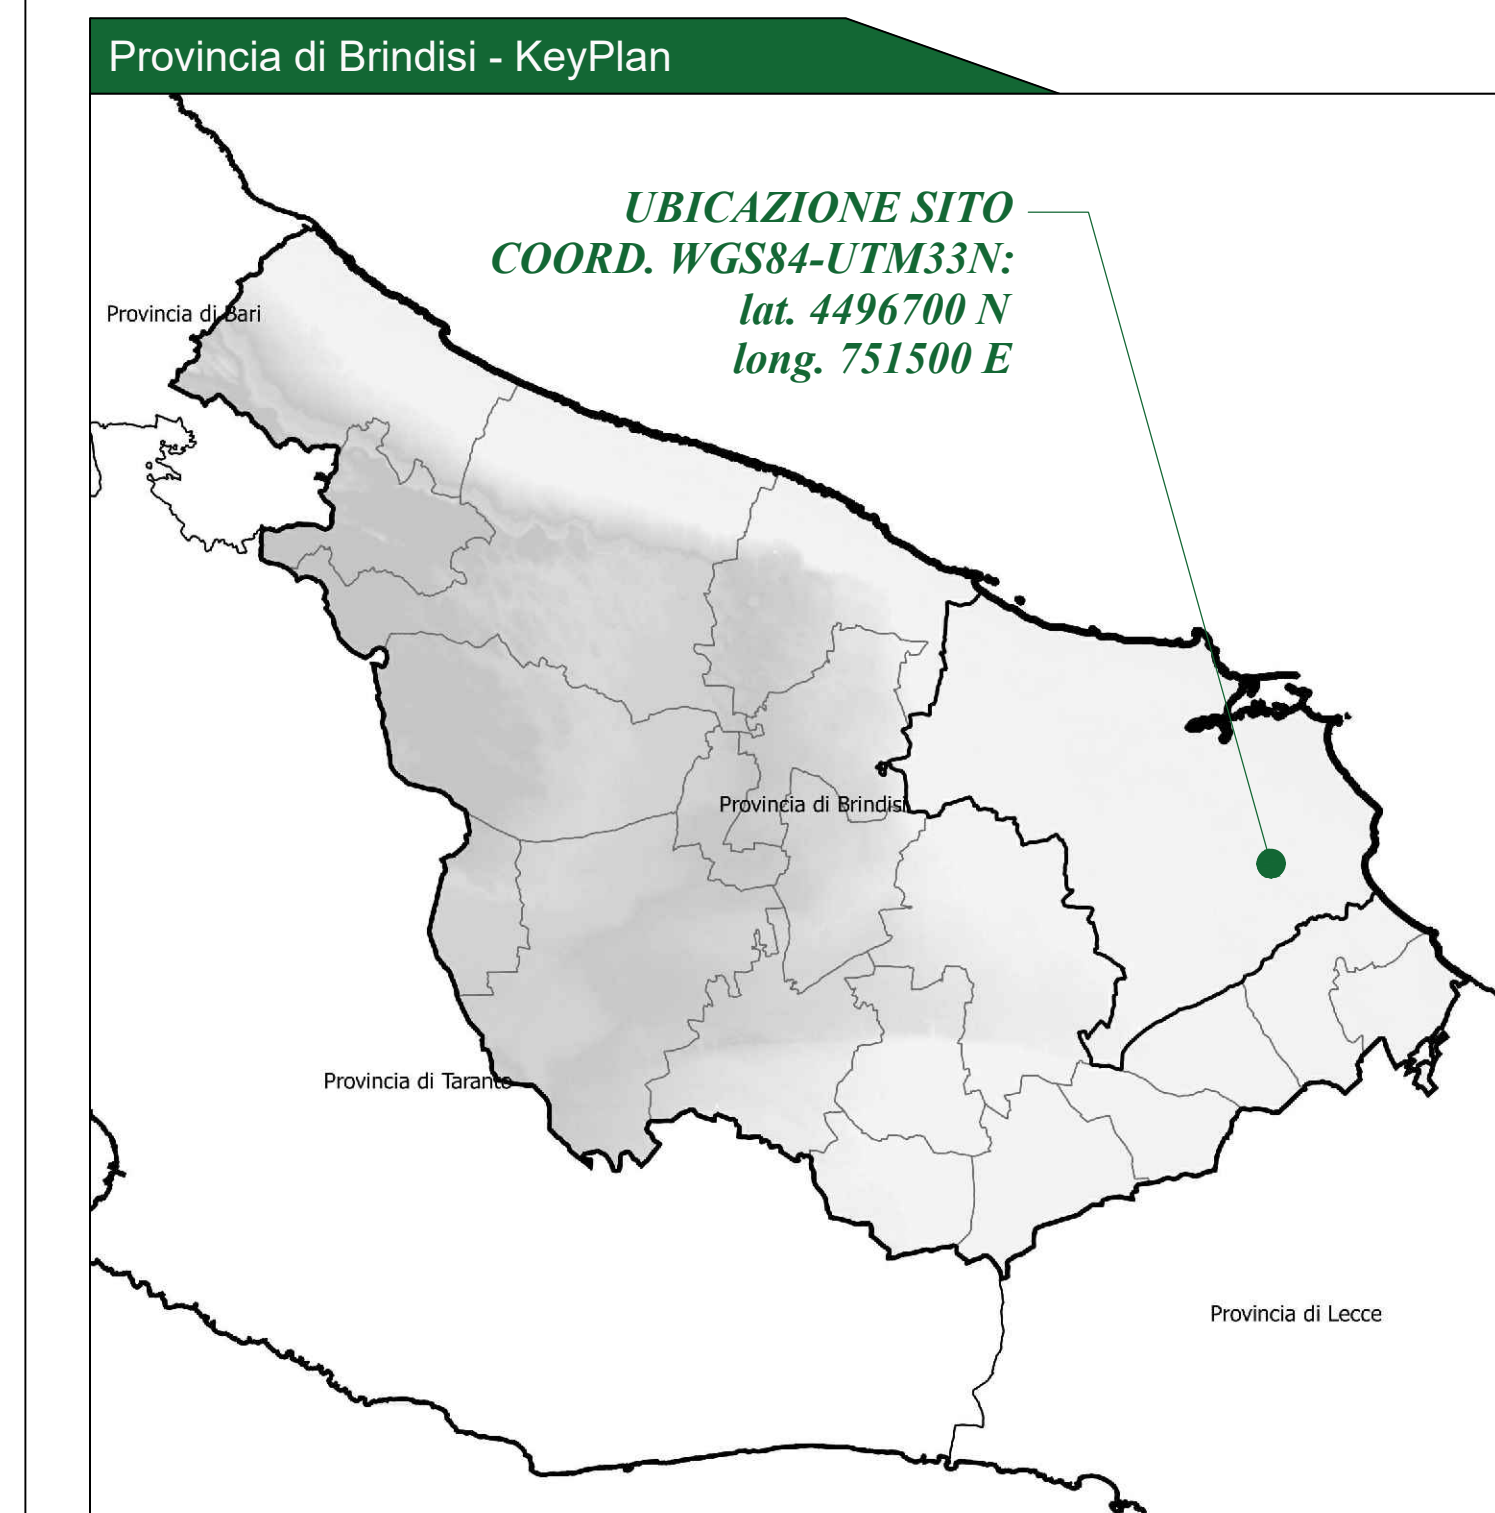 Provincia di Brindisi - KeyPlan
UBICAZIONE SITO
COORD. WGS84-UTM33N:
lat. 4496700 N
long. 751500 E
Provincia di Bari
Provincia di Brindisi
Provincia di Taranto
Provincia di Lecce